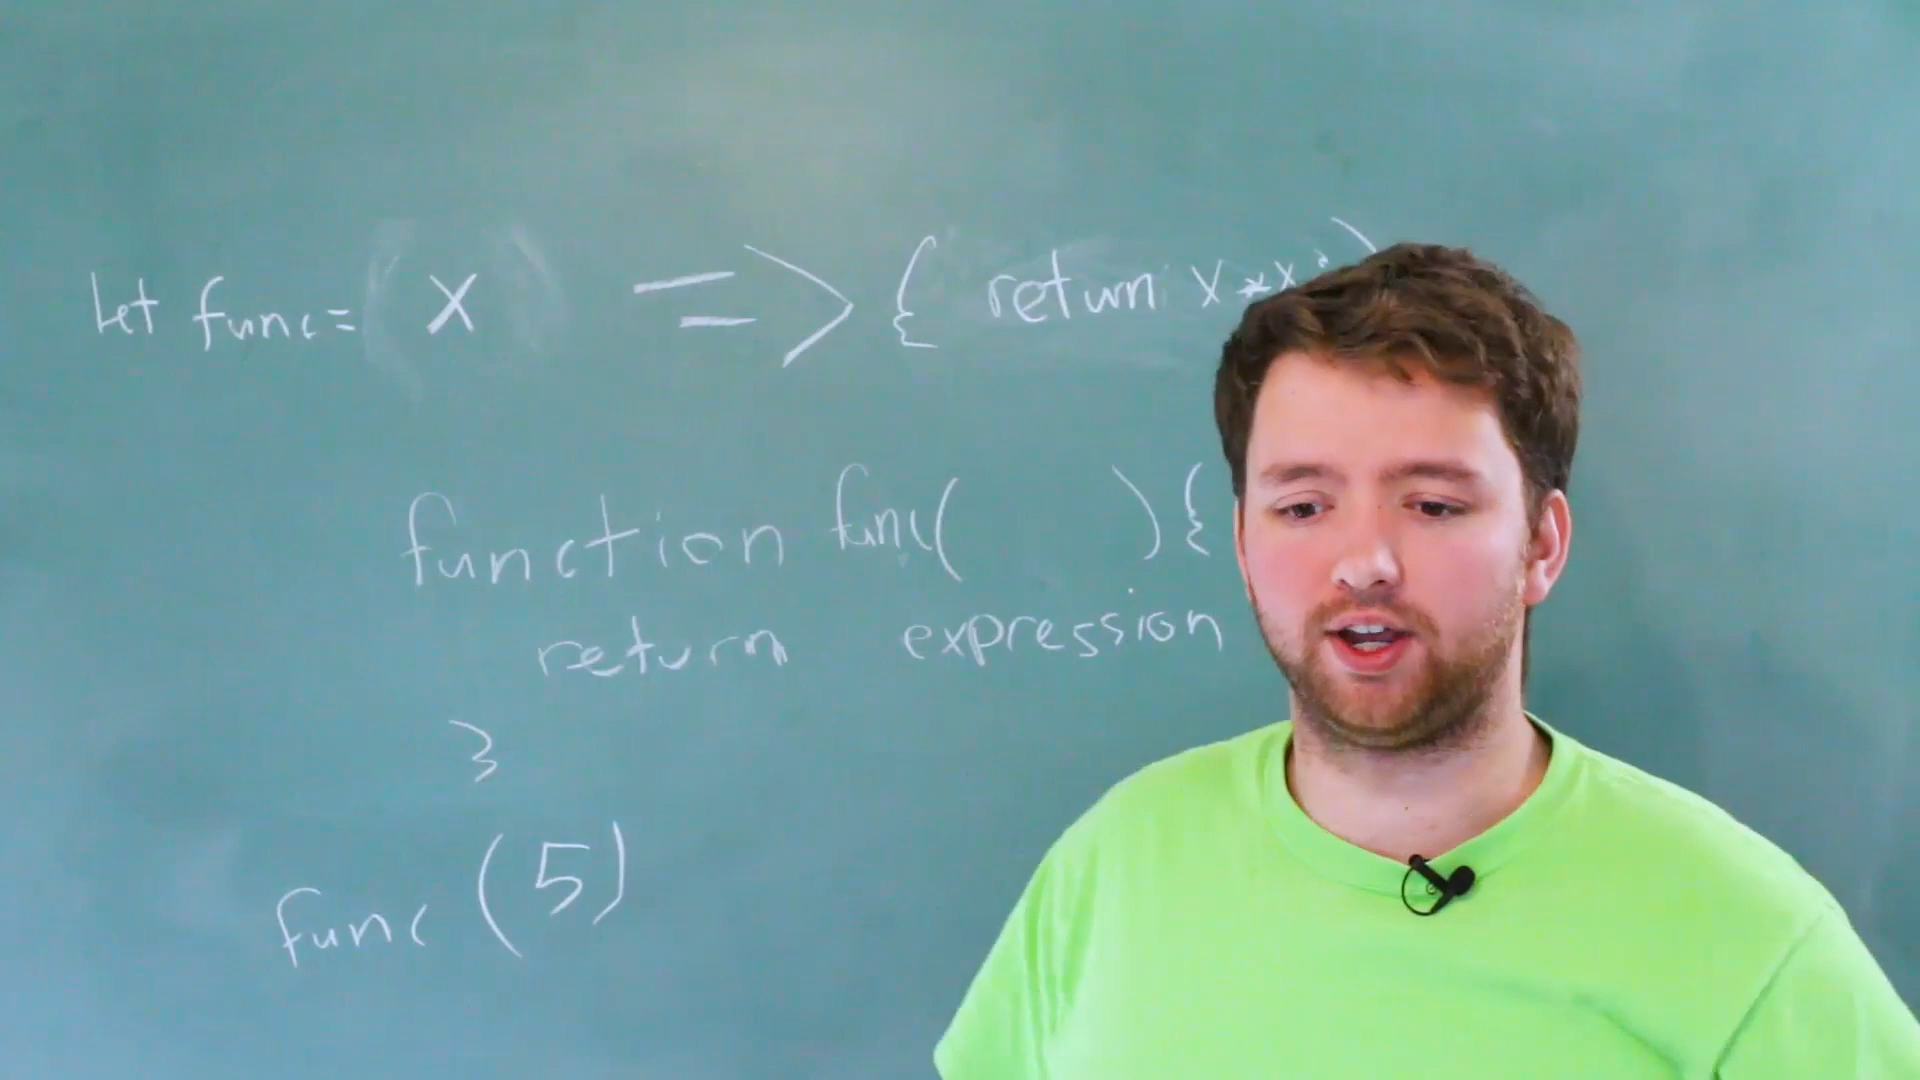 let func= x => { return x*x; }
function func( ) {
return expression
}
func (5)